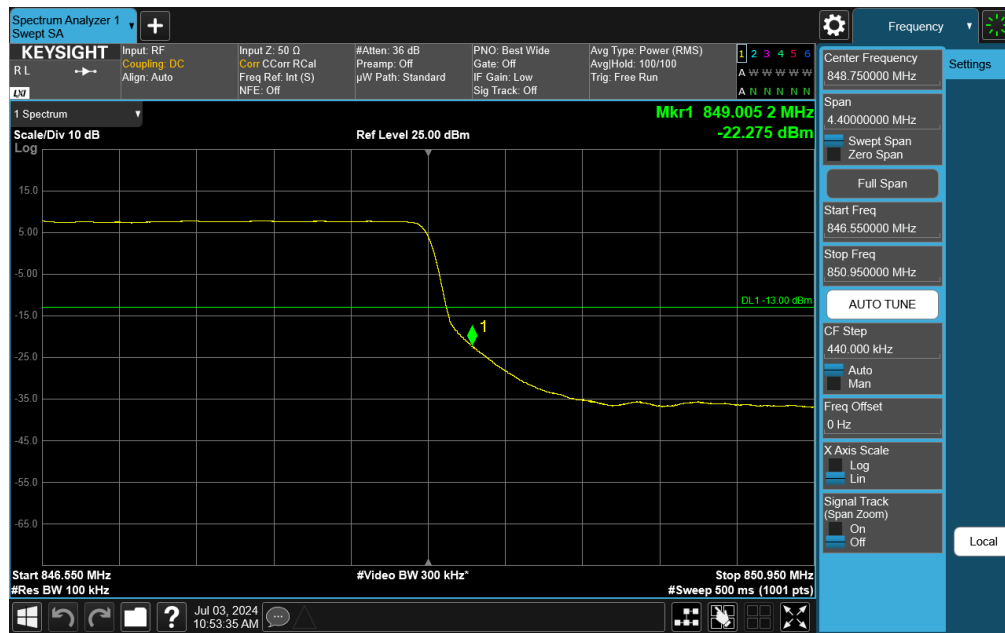 Spectrum Analyzer 1
Swept SA
Frequency
KEYSIGHT
R L
LXI
Input: RF
Coupling: DC
Align: Auto
Input Z: 50 Ω
Corr CCorr RCal
Freq Ref: Int (S)
NFE: Off
#Atten: 36 dB
Preamp: Off
µW Path: Standard
PNO: Best Wide
Gate: Off
IF Gain: Low
Sig Track: Off
Avg Type: Power (RMS)
Avg|Hold: 100/100
Trig: Free Run
1 2 3 4 5 6
A W W W W W
A N N N N N
1 Spectrum
Scale/Div 10 dB
Log
Ref Level 25.00 dBm
Mkr1 849.005 2 MHz
-22.275 dBm
15.0
5.00
-5.00
-15.0
-25.0
-35.0
-45.0
-55.0
-65.0
DL1 -13.00 dBm
1
Start 846.550 MHz
#Res BW 100 kHz
#Video BW 300 kHz*
Stop 850.950 MHz
#Sweep 500 ms (1001 pts)
Center Frequency
848.750000 MHz
Span
4.40000000 MHz
Swept Span
Zero Span
Full Span
Start Freq
846.550000 MHz
Stop Freq
850.950000 MHz
AUTO TUNE
CF Step
440.000 kHz
Auto
Man
Freq Offset
0 Hz
X Axis Scale
Log
Lin
Signal Track
(Span Zoom)
On
Off
Settings
Local
?
Jul 03, 2024
10:53:35 AM